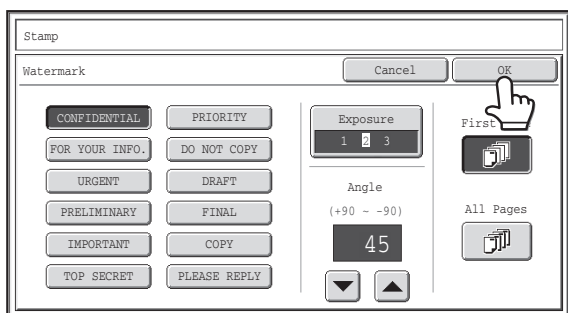 Stamp
Watermark
Cancel
OK
CONFIDENTIAL
PRIORITY
FOR YOUR INFO.
DO NOT COPY
URGENT
DRAFT
PRELIMINARY
FINAL
IMPORTANT
COPY
TOP SECRET
PLEASE REPLY
Exposure
1 2 3
Angle
(+90 ~ -90)
45
First
All Pages